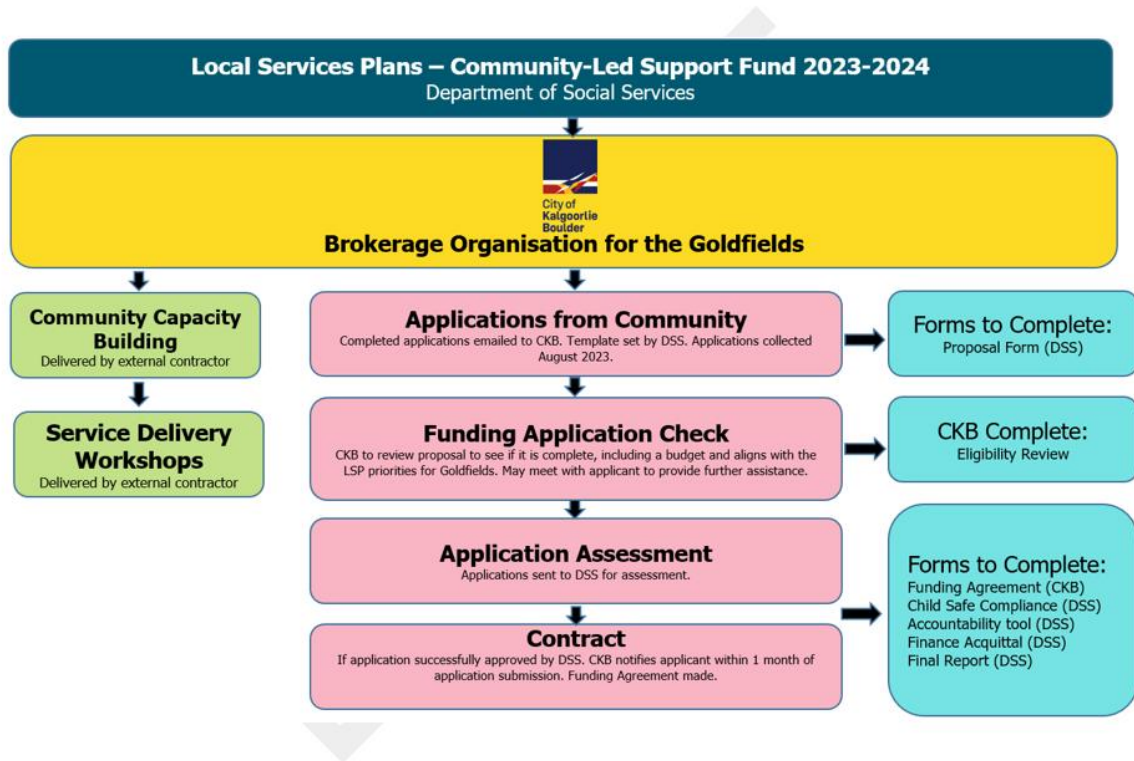 Local Services Plans – Community-Led Support Fund 2023-2024
Department of Social Services
City of
Kalgoorlie
Boulder
Brokerage Organisation for the Goldfields
Community Capacity
Building
Delivered by external contractor
Service Delivery
Workshops
Delivered by external contractor
Applications from Community
Completed applications emailed to CKB. Template set by DSS. Applications collected
August 2023.
Forms to Complete:
Proposal Form (DSS)
Funding Application Check
CKB to review proposal to see if it is complete, including a budget and aligns with the
LSP priorities for Goldfields. May meet with applicant to provide further assistance.
CKB Complete:
Eligibility Review
Application Assessment
Applications sent to DSS for assessment.
Contract
If application successfully approved by DSS. CKB notifies applicant within 1 month of
application submission. Funding Agreement made.
Forms to Complete:
Funding Agreement (CKB)
Child Safe Compliance (DSS)
Accountability tool (DSS)
Finance Acquittal (DSS)
Final Report (DSS)